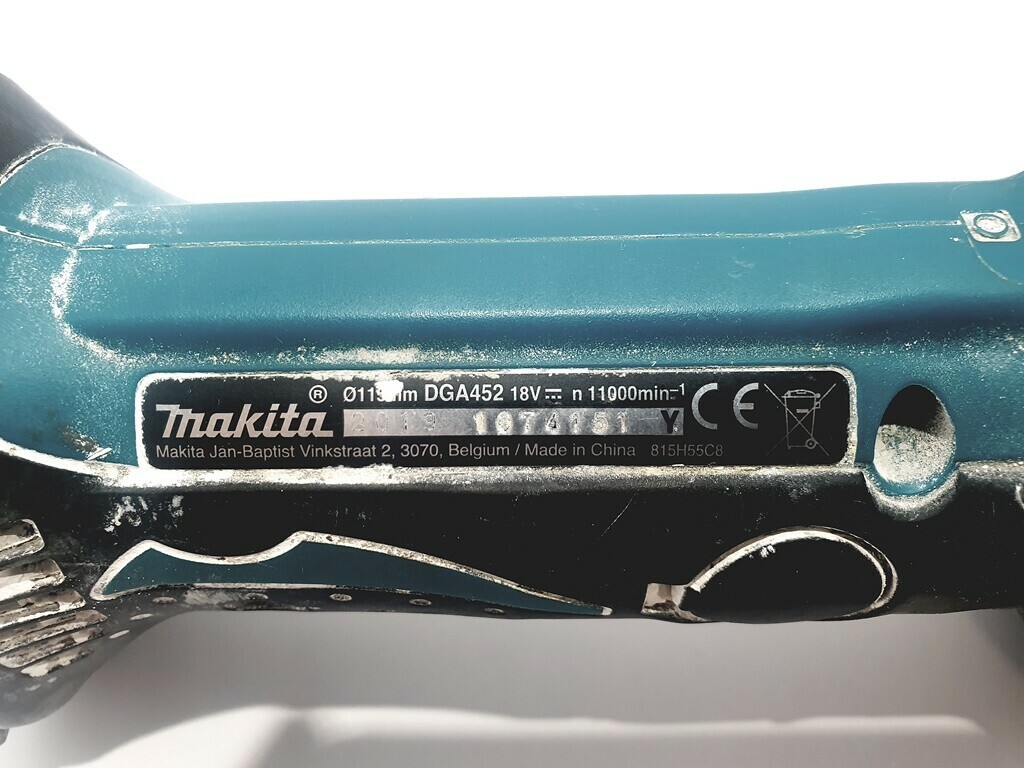 ® Ø115mm DGA452 18V⎓ n 11000min⁻¹
makita 2019 1074151 Y CE
Makita Jan-Baptist Vinkstraat 2, 3070, Belgium / Made in China 815H55C8